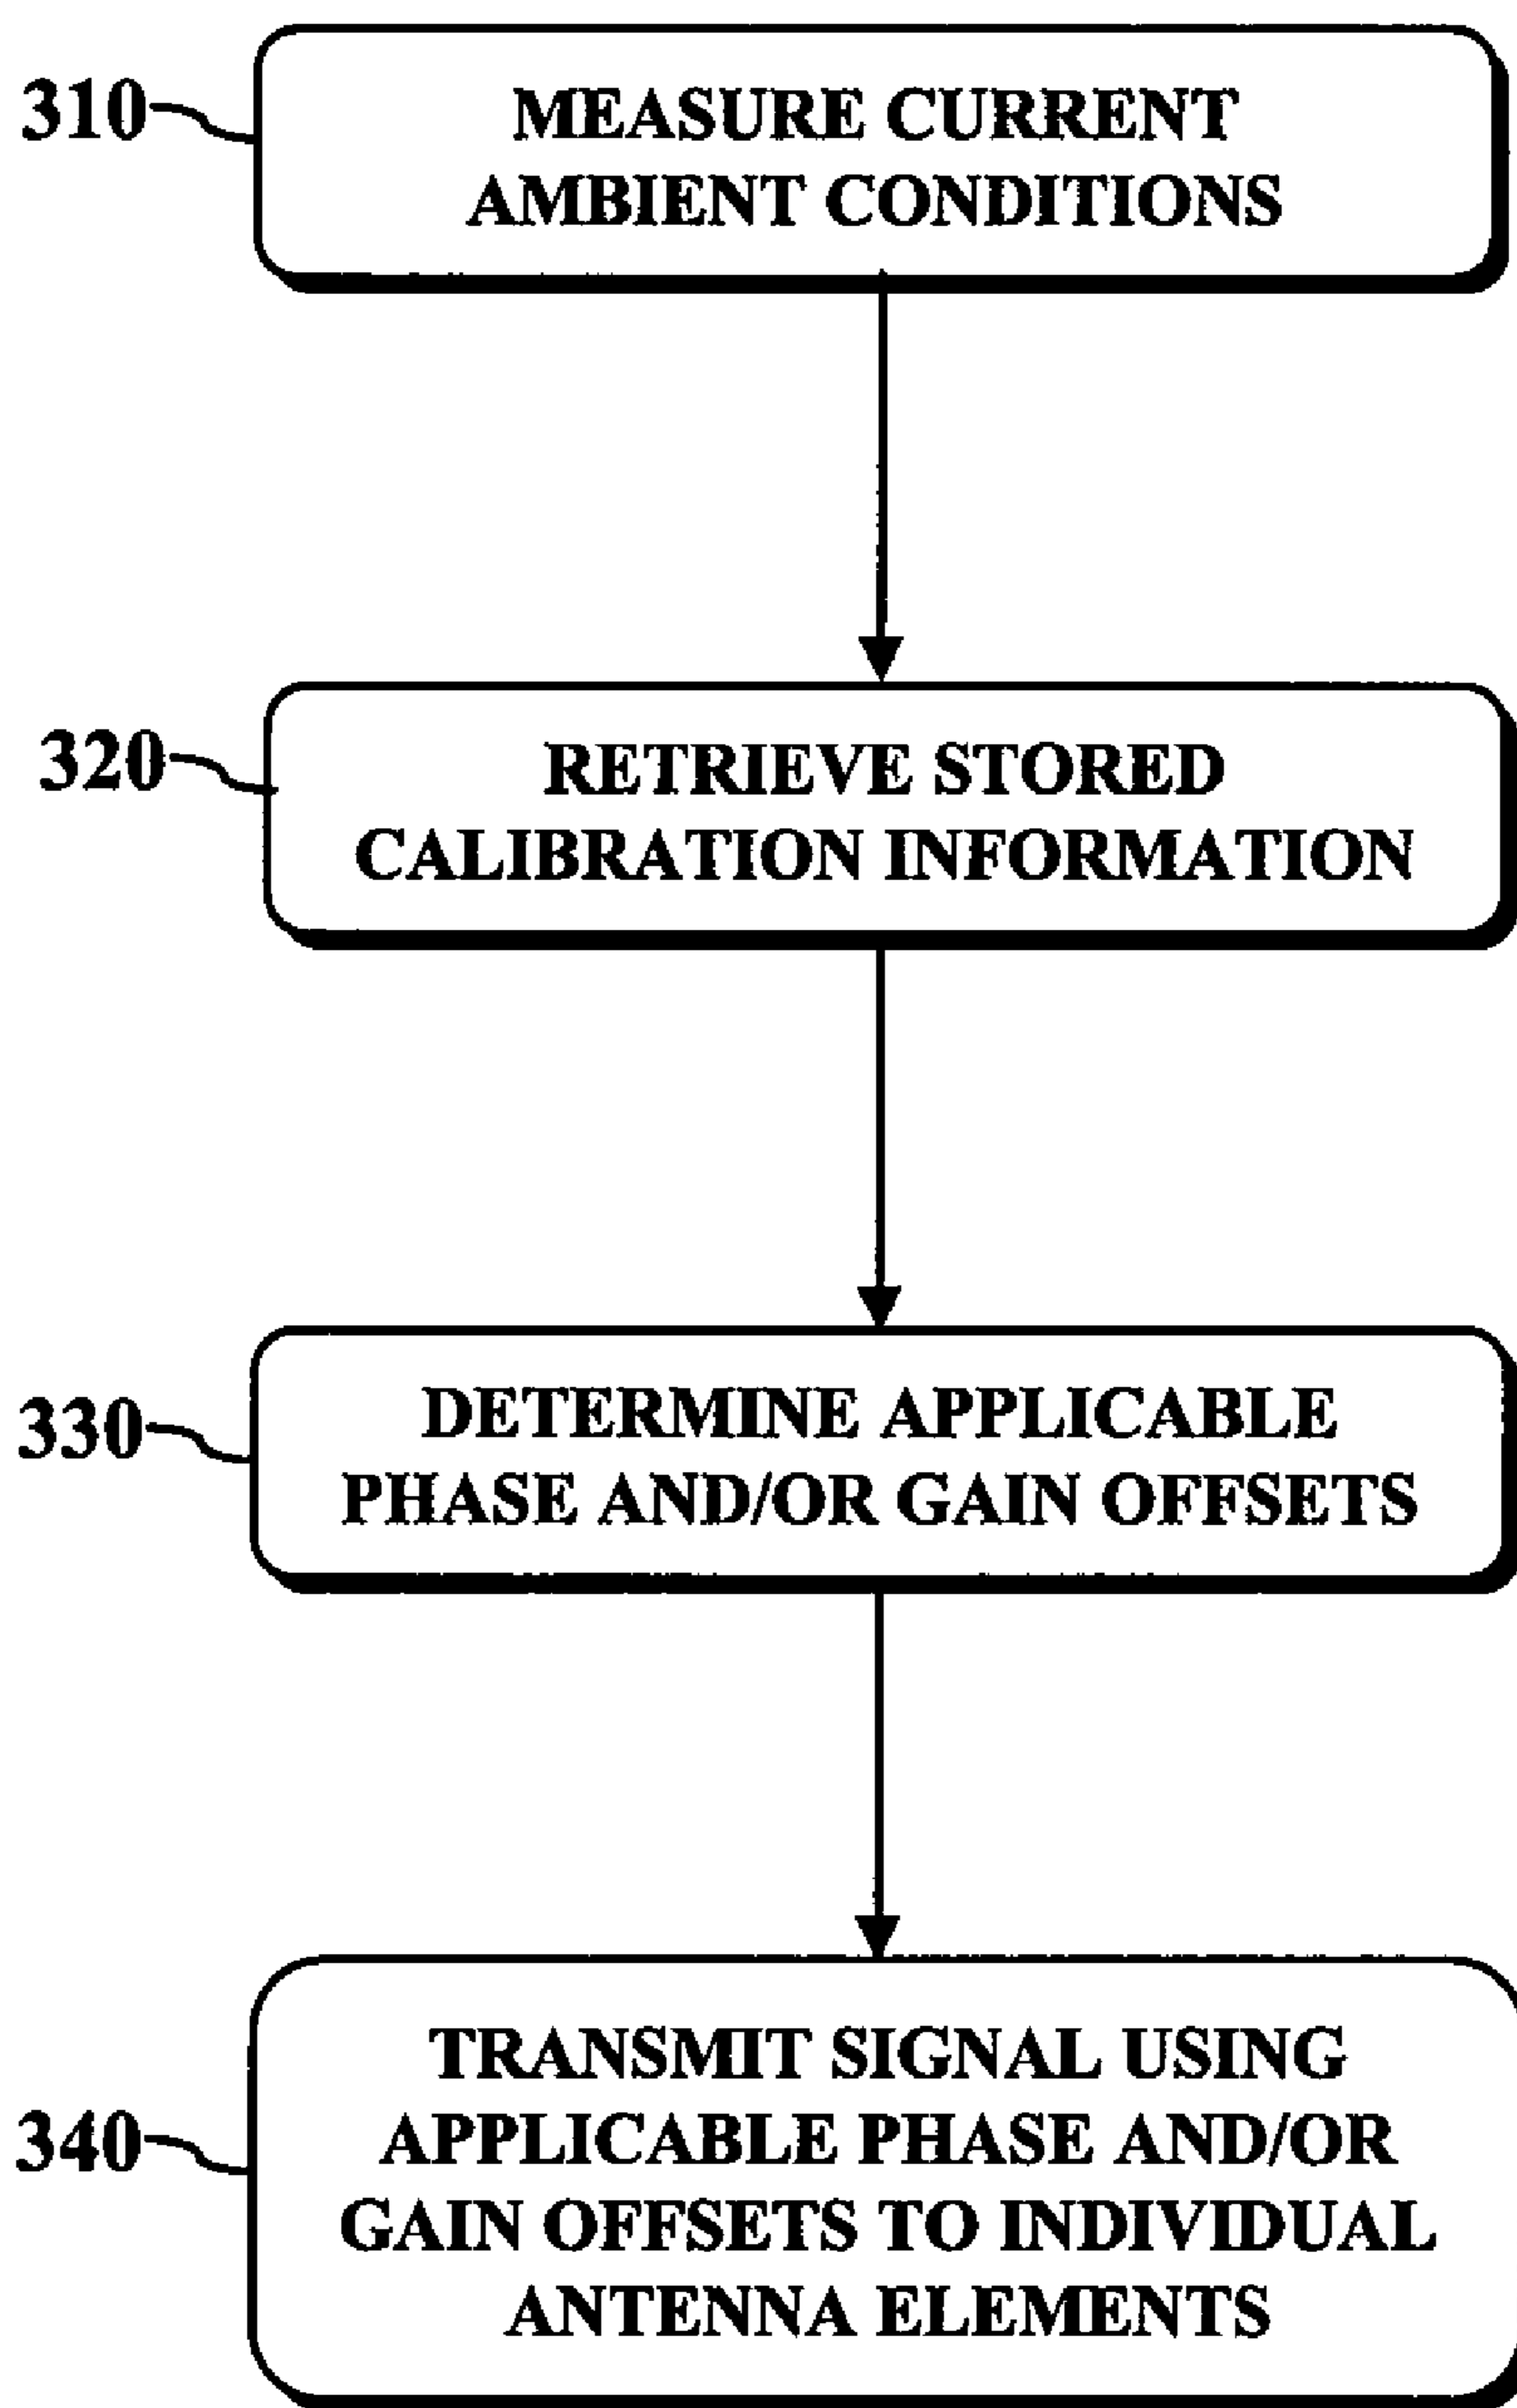 310
MEASURE CURRENT
AMBIENT CONDITIONS
320
RETRIEVE STORED
CALIBRATION INFORMATION
330
DETERMINE APPLICABLE
PHASE AND/OR GAIN OFFSETS
340
TRANSMIT SIGNAL USING
APPLICABLE PHASE AND/OR
GAIN OFFSETS TO INDIVIDUAL
ANTENNA ELEMENTS